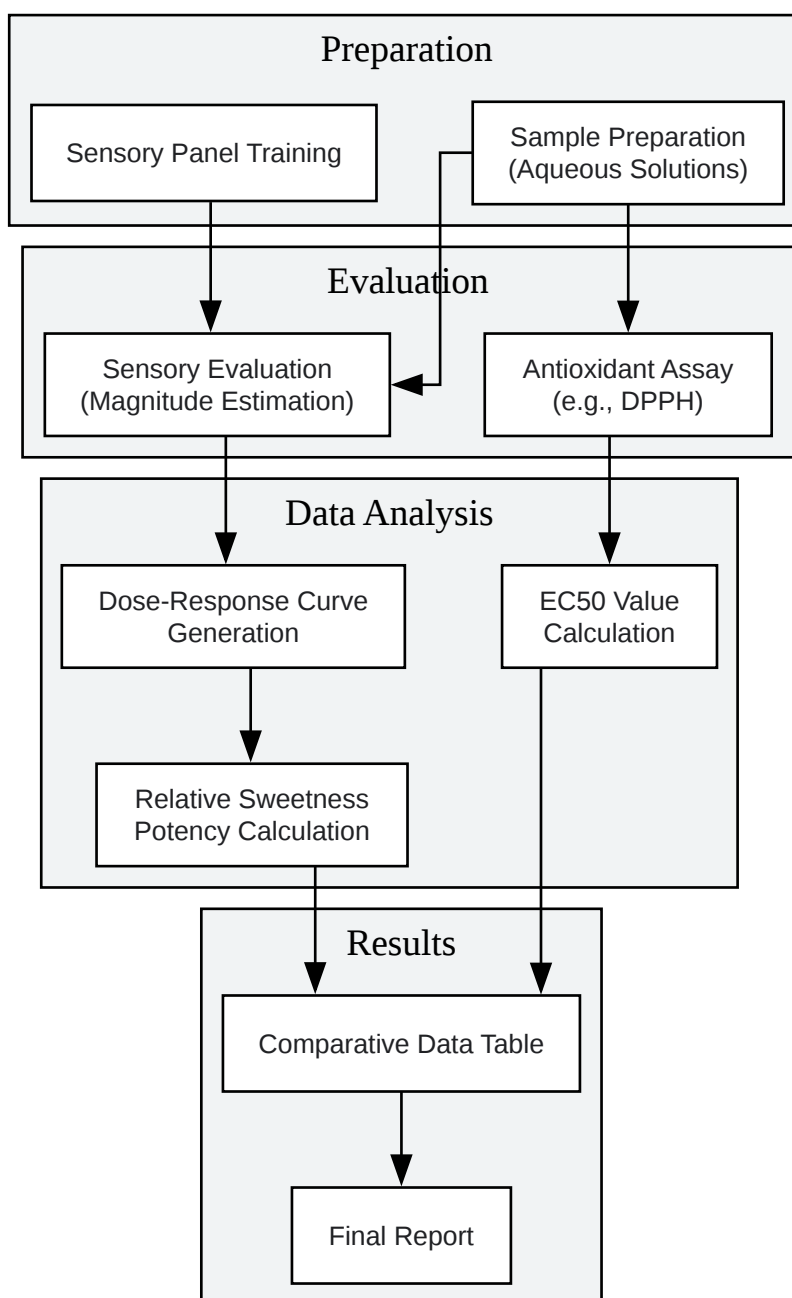 Preparation
Sensory Panel Training
Sample Preparation
(Aqueous Solutions)
Evaluation
Sensory Evaluation
(Magnitude Estimation)
Antioxidant Assay
(e.g., DPPH)
Data Analysis
Dose-Response Curve
Generation
EC50 Value
Calculation
Relative Sweetness
Potency Calculation
Results
Comparative Data Table
Final Report